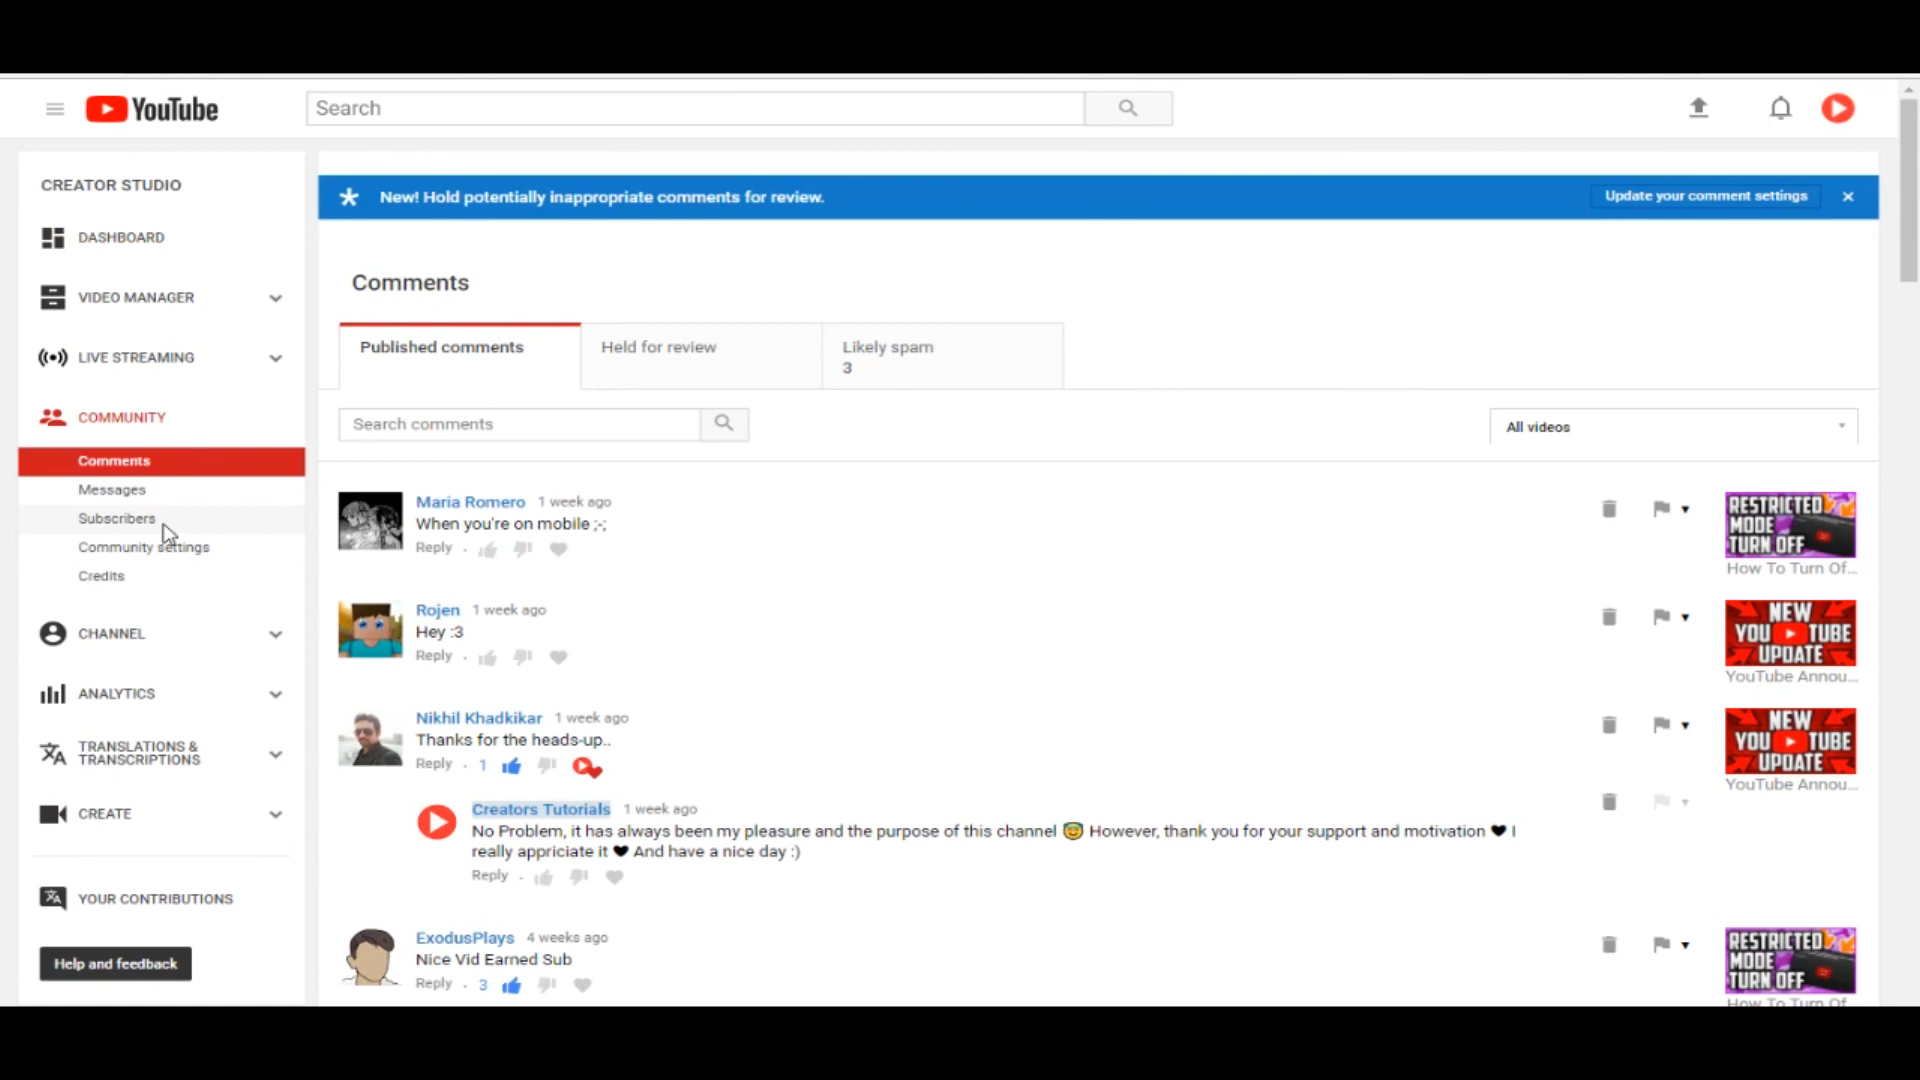 YouTube
Search
CREATOR STUDIO
DASHBOARD
VIDEO MANAGER
LIVE STREAMING
COMMUNITY
Comments
Messages
Subscribers
Community settings
Credits
CHANNEL
ANALYTICS
TRANSLATIONS &
TRANSCRIPTIONS
CREATE
YOUR CONTRIBUTIONS
Help and feedback
New! Hold potentially inappropriate comments for review.
Update your comment settings
Comments
Published comments
Held for review
Likely spam
3
Search comments
All videos
Maria Romero 1 week ago
When you're on mobile ;-;
Reply
RESTRICTED
MODE
TURN OFF
How To Turn Of...
Rojen 1 week ago
Hey :3
Reply
NEW
YOU TUBE
UPDATE
YouTube Annou...
Nikhil Khadkikar 1 week ago
Thanks for the heads-up..
Reply 1
NEW
YOU TUBE
UPDATE
YouTube Annou...
Creators Tutorials 1 week ago
No Problem, it has always been my pleasure and the purpose of this channel 😇 However, thank you for your support and motivation ♥ I
really appriciate it ♥ And have a nice day :)
Reply
ExodusPlays 4 weeks ago
Nice Vid Earned Sub
Reply 3
RESTRICTED
MODE
TURN OFF
How To Turn Of...